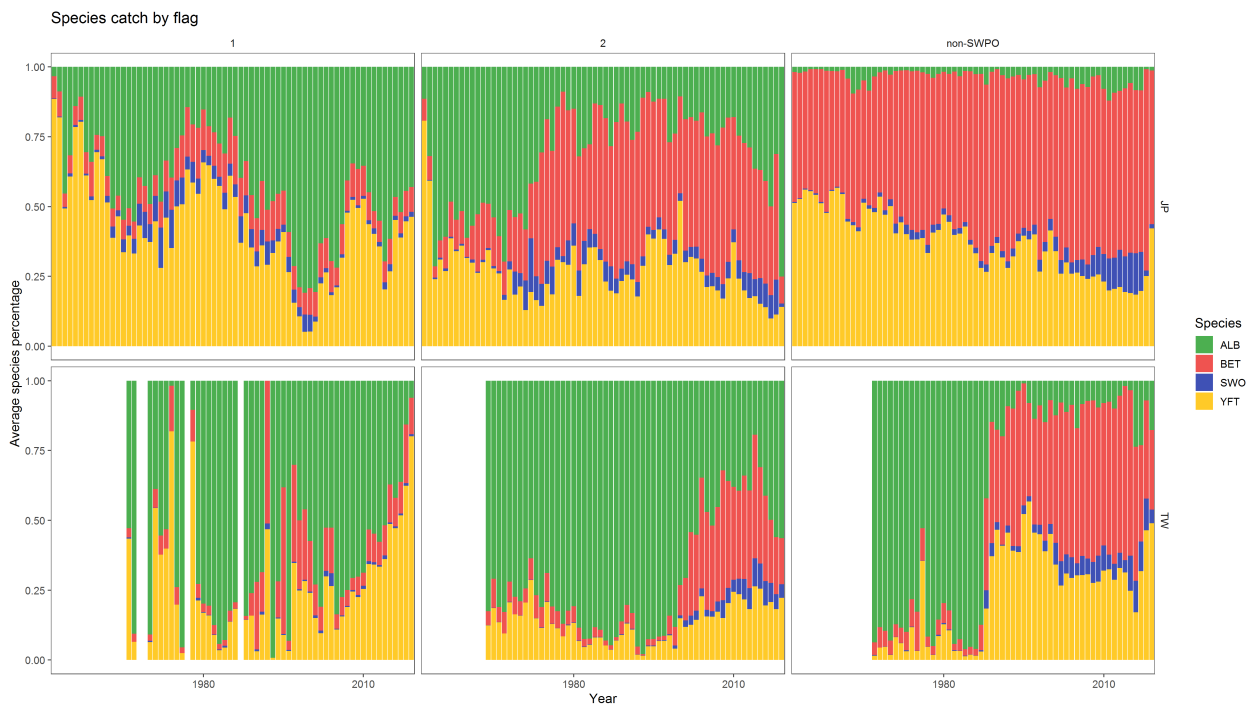 Species catch by flag
1
2
non-SWPO
1.00
0.75
0.50
0.25
0.00
JP
1.00
0.75
0.50
0.25
0.00
TW
Average species percentage
1980
2010
1980
2010
1980
2010
Year
Species
ALB
BET
SWO
YFT